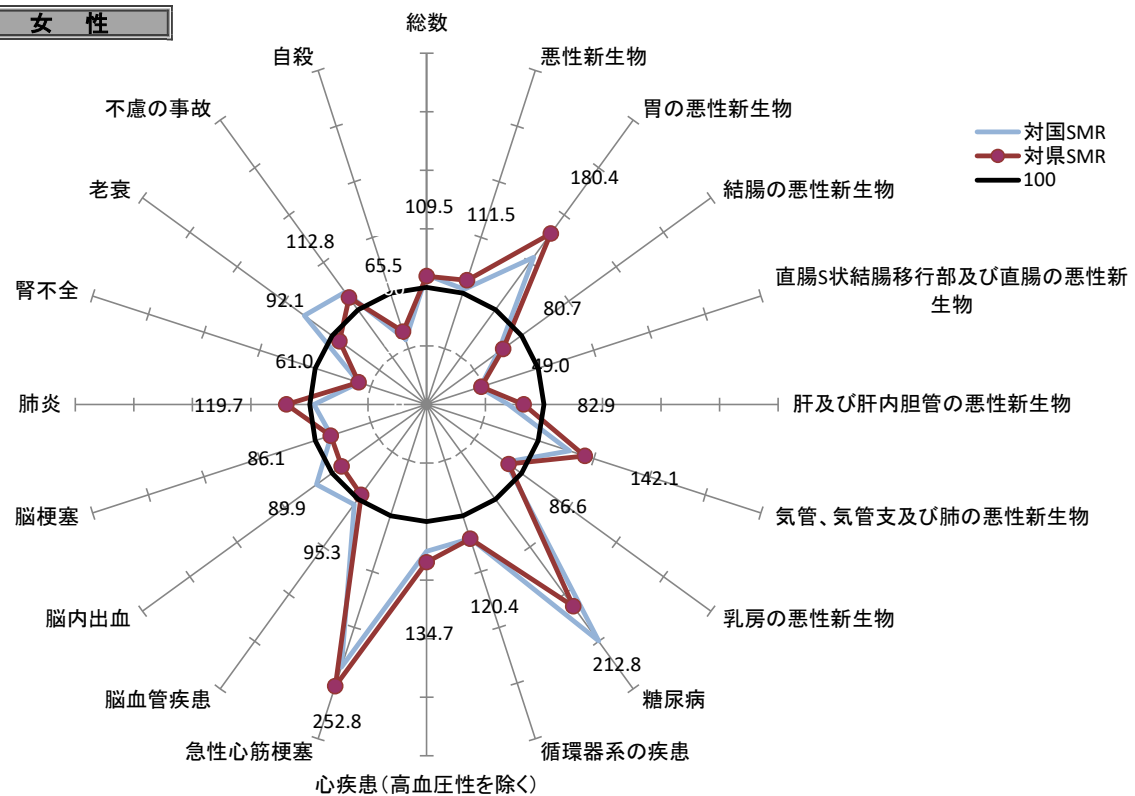 女 性
総数
悪性新生物
胃の悪性新生物
結腸の悪性新生物
直腸S状結腸移行部及び直腸の悪性新
生物
肝及び肝内胆管の悪性新生物
気管、気管支及び肺の悪性新生物
乳房の悪性新生物
糖尿病
循環器系の疾患
心疾患(高血圧性を除く)
急性心筋梗塞
脳血管疾患
脳内出血
脳梗塞
肺炎
腎不全
老衰
不慮の事故
自殺
対国SMR
対県SMR
100
109.5
111.5
180.4
80.7
49.0
82.9
142.1
86.6
212.8
120.4
134.7
252.8
95.3
89.9
86.1
119.7
61.0
92.1
112.8
65.5